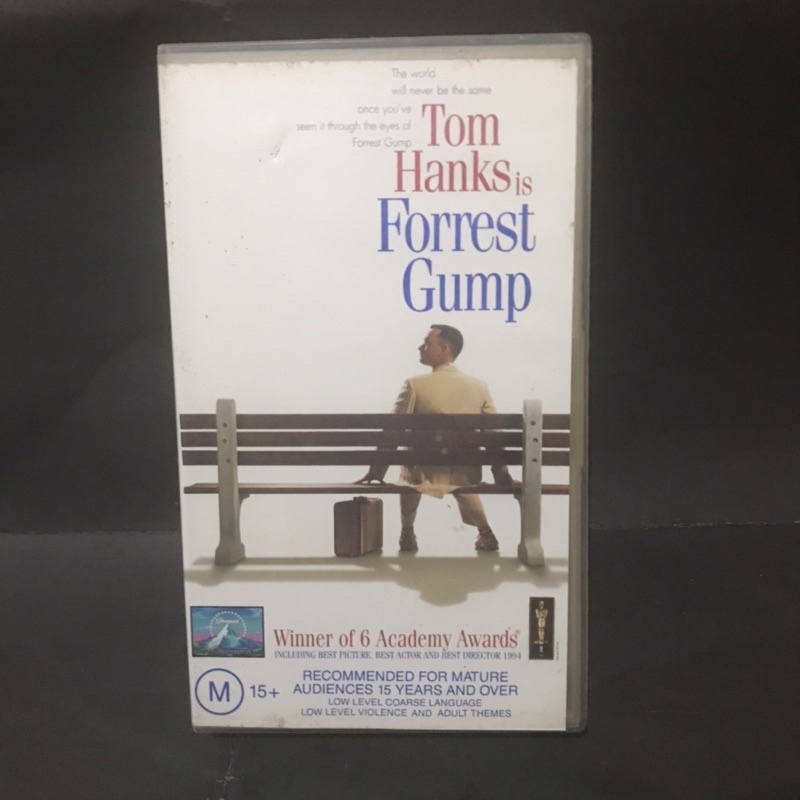 The world
will never be the same
once you've
seen it through the eyes of
Forrest Gump.
Tom
Hanks is
Forrest
Gump
Paramount
Winner of 6 Academy Awards®
INCLUDING BEST PICTURE, BEST ACTOR AND BEST DIRECTOR 1994
M 15+
RECOMMENDED FOR MATURE
AUDIENCES 15 YEARS AND OVER
LOW LEVEL COARSE LANGUAGE
LOW LEVEL VIOLENCE AND ADULT THEMES